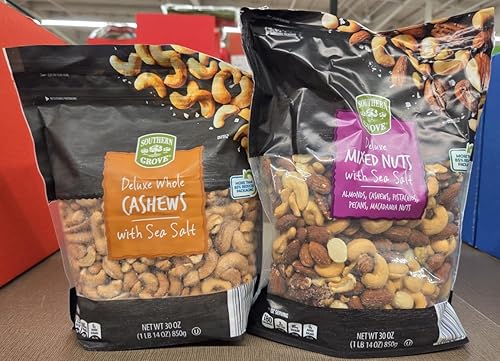 SOUTHERN
GROVE
Deluxe Whole
CASHEWS
with Sea Salt
NET WT 30 OZ
(1 LB 14 OZ) 850g
SOUTHERN
GROVE
Deluxe
MIXED NUTS
with Sea Salt
ALMONDS, CASHEWS, PISTACHIOS,
PECANS, MACADAMIA NUTS
NET WT 30 OZ
(1 LB 14 OZ) 850g